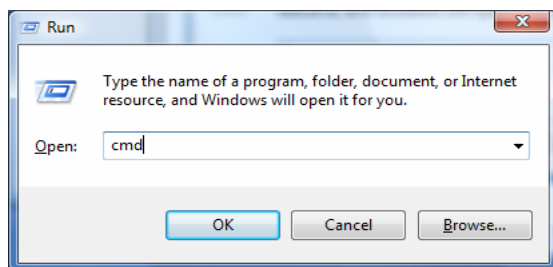 Run
Type the name of a program, folder, document, or Internet
resource, and Windows will open it for you.
Open: cmd
OK Cancel Browse...